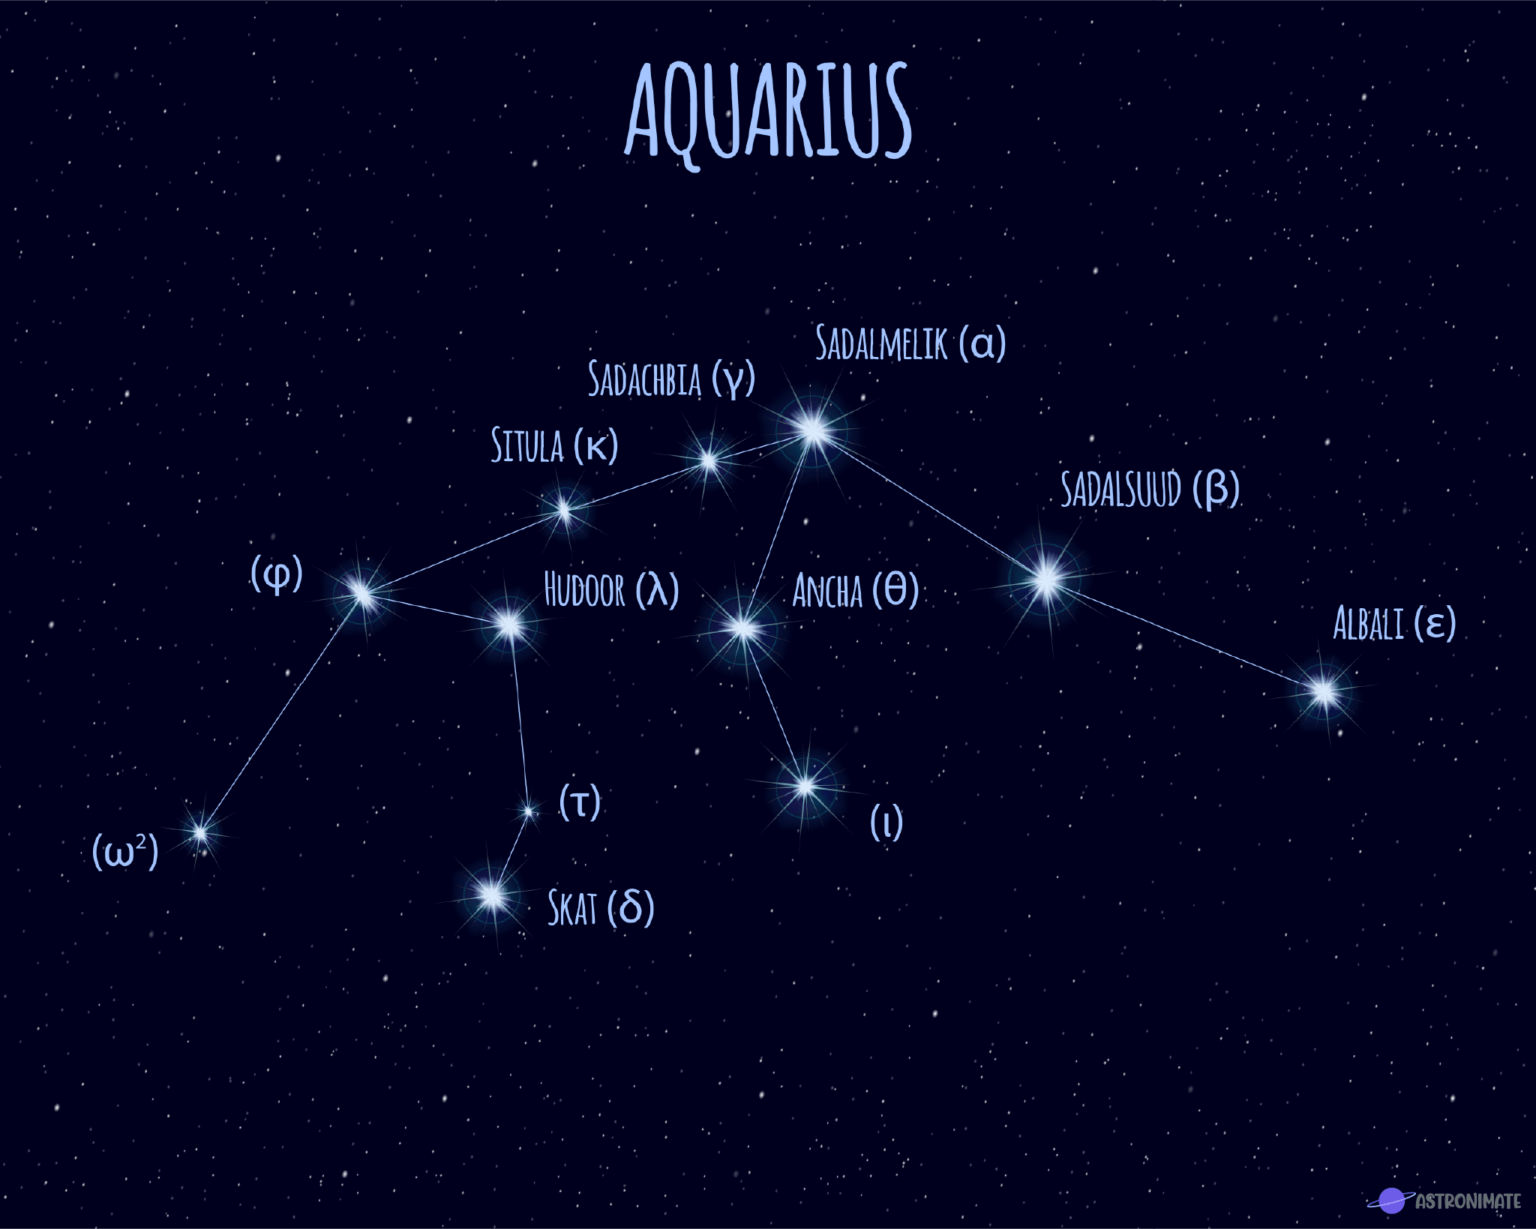 AQUARIUS
SADALMELIK (α)
SADACHBIA (γ)
SITULA (κ)
SADALSUUD (β)
(φ)
HUDOOR (λ)
ANCHA (θ)
ALBALI (ε)
(τ)
(ι)
(ω²)
SKAT (δ)
ASTRONIMATE